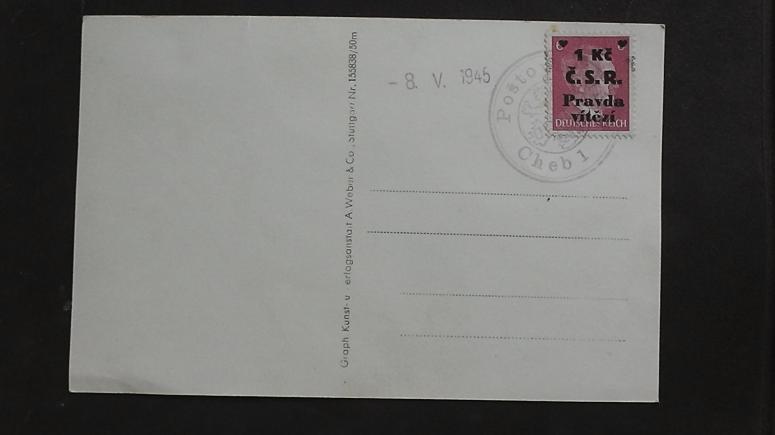 - 8. V. 1945
Pošto
Cheb 1
1 Kč
Č.S.R.
Pravda
vítězí
DEUTSCHES REICH
Graph. Kunst- u. erlagsanstalt A. Weber & Co., Stuttgart Nr. 155838/50m